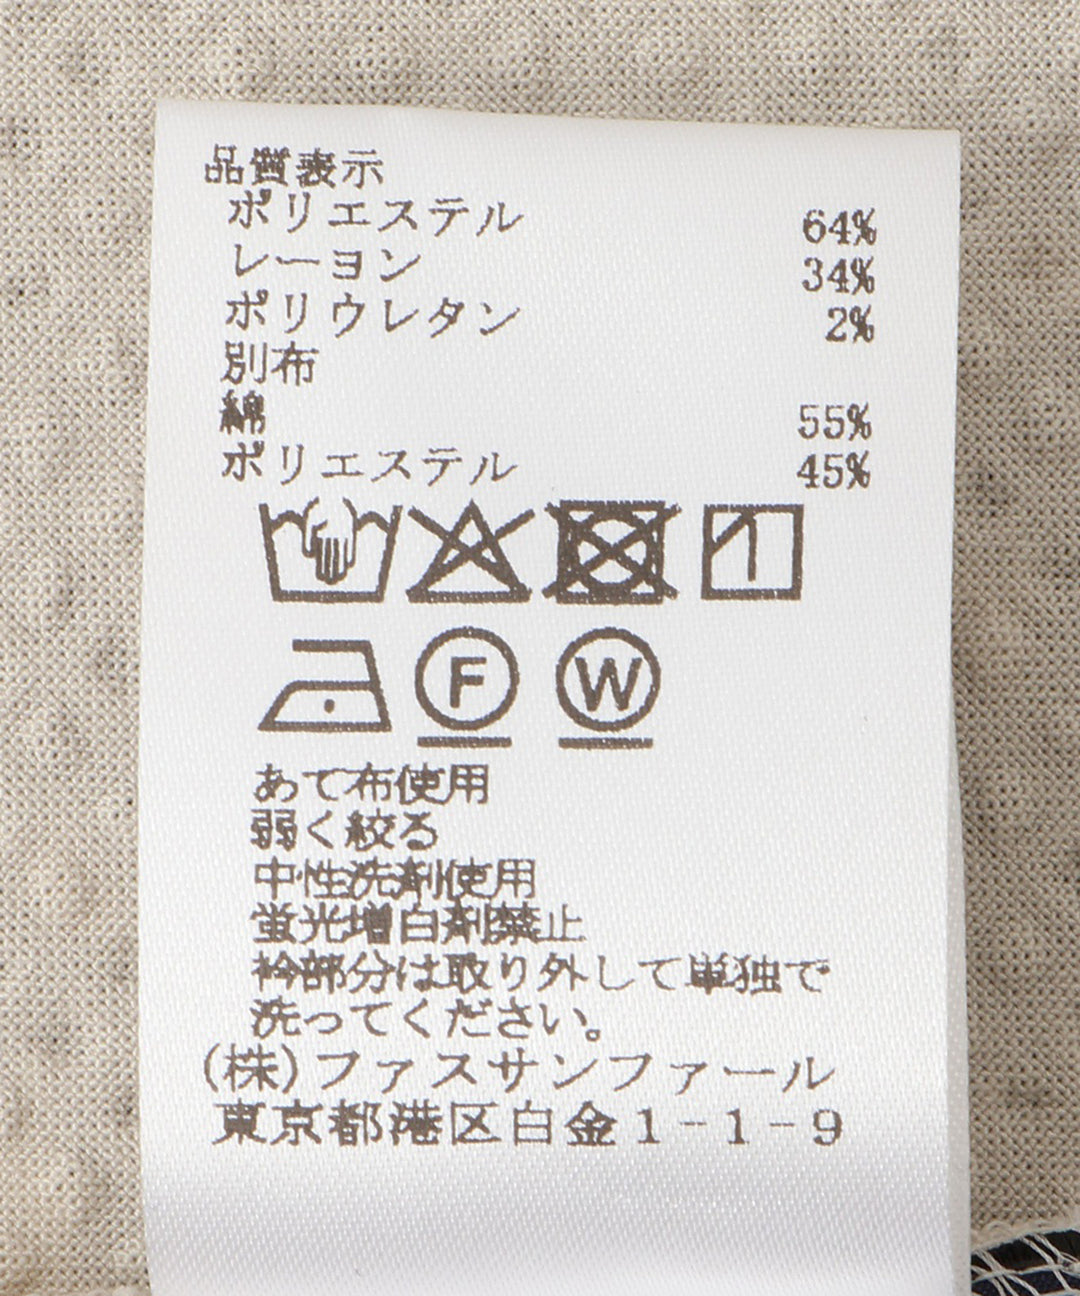 品質表示
ポリエステル 64%
レーヨン 34%
ポリウレタン 2%
別布
綿 55%
ポリエステル 45%
F W
あて布使用
弱く絞る
中性洗剤使用
蛍光増白剤禁止
衿部分は取り外して単独で
洗ってください。
(株)ファスサンファール
東京都港区白金1-1-9